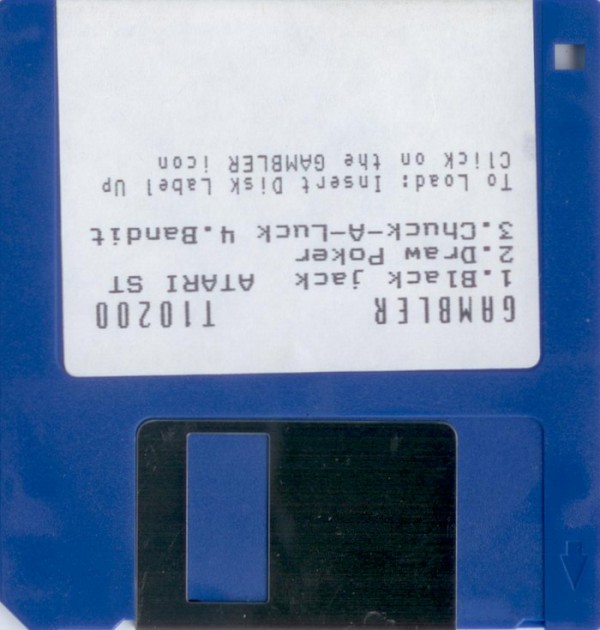 GAMBLER T10200
1.Black jack ATARI ST
2.Draw Poker
3.Chuck-A-Luck 4.Bandit
To Load: Insert Disk Label Up
Click on the GAMBLER icon